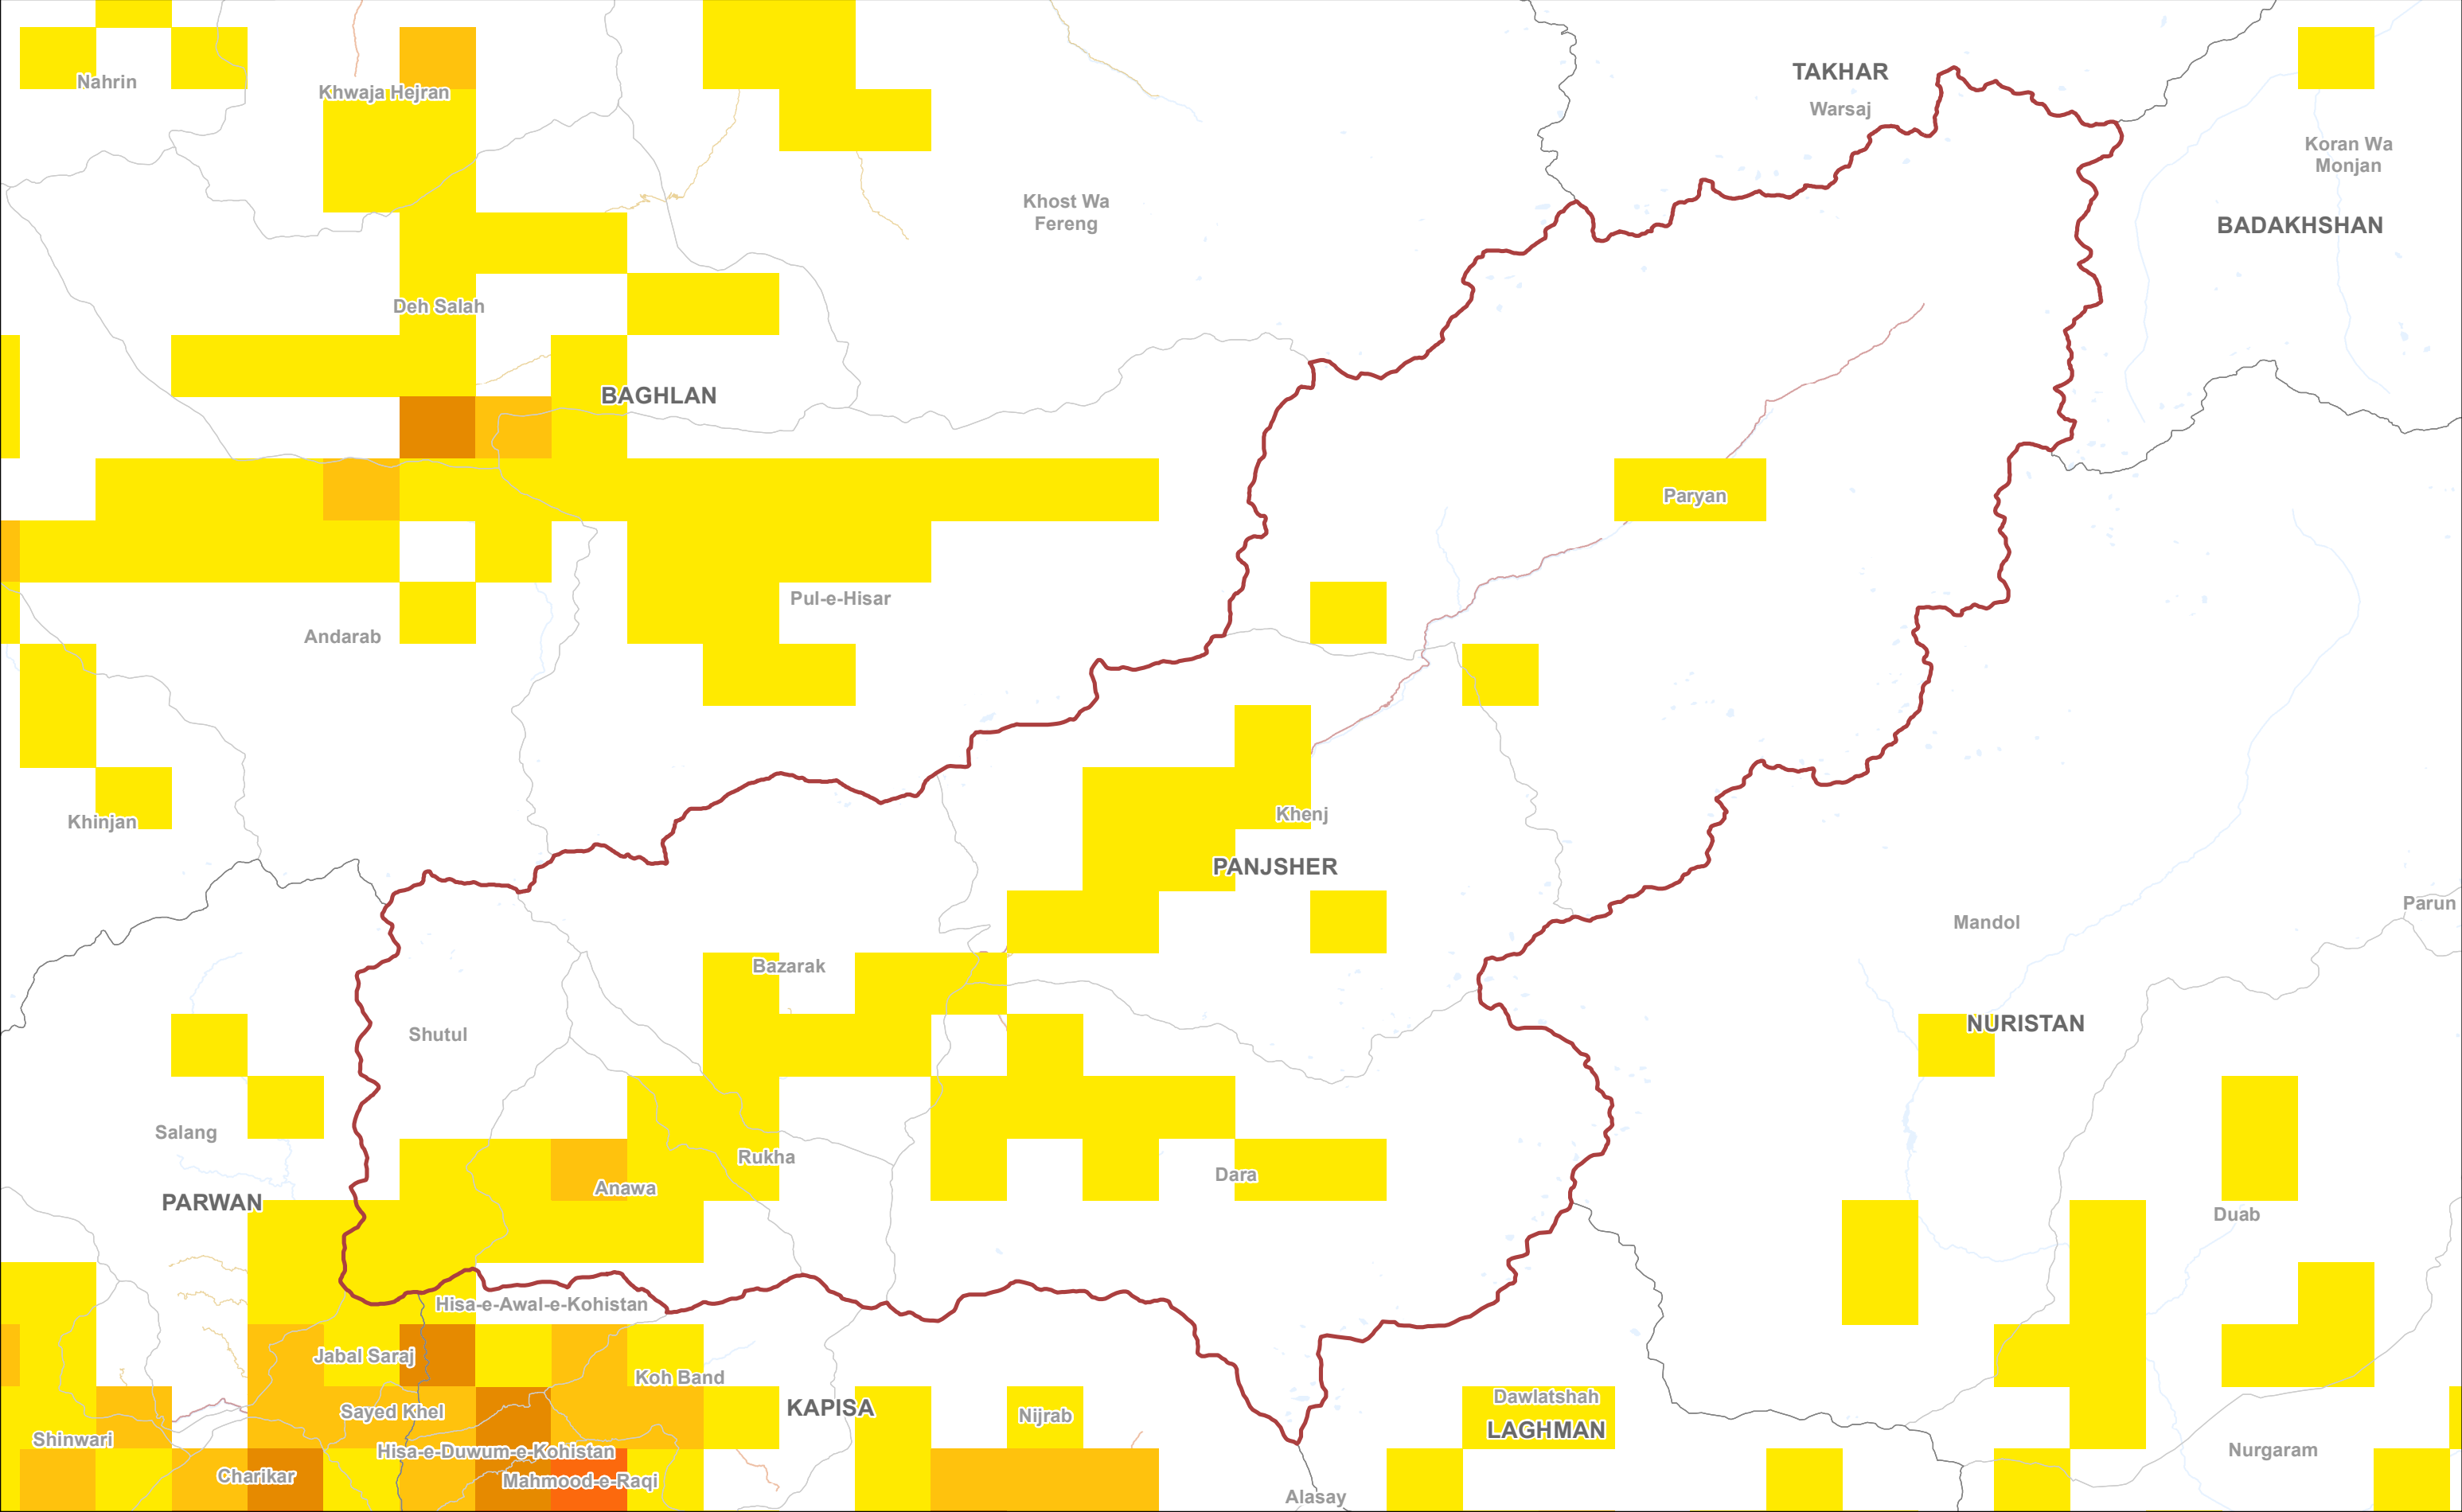 TAKHAR
Nahrin
Khwaja Hejran
Warsaj
Koran Wa
Monjan
Khost Wa
Fereng
BADAKHSHAN
Deh Salah
BAGHLAN
Paryan
Pul-e-Hisar
Andarab
Khinjan
Khenj
PANJSHER
Parun
Mandol
Bazarak
Shutul
NURISTAN
Salang
Rukha
Dara
Anawa
PARWAN
Duab
Hisa-e-Awal-e-Kohistan
Jabal Saraj
Koh Band
Dawlatshah
KAPISA
Sayed Khel
Nijrab
LAGHMAN
Shinwari
Hisa-e-Duwum-e-Kohistan
Nurgaram
Charikar
Mahmood-e-Raqi
Alasay